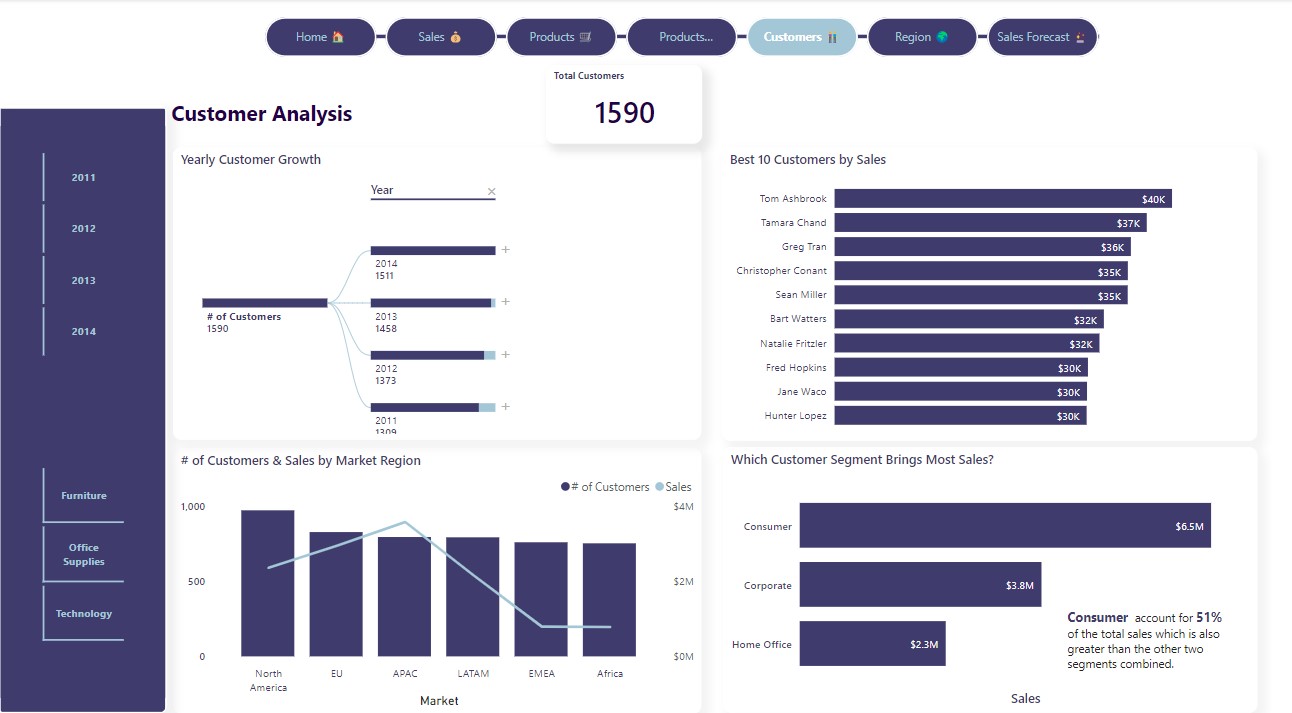 Home
Sales
Products
Products...
Customers
Region
Sales Forecast
Total Customers
1590
Customer Analysis
2011
2012
2013
2014
Furniture
Office
Supplies
Technology
Yearly Customer Growth
Year
# of Customers
1590
2014
1511
2013
1458
2012
1373
2011
1309
Best 10 Customers by Sales
Tom Ashbrook $40K
Tamara Chand $37K
Greg Tran $36K
Christopher Conant $35K
Sean Miller $35K
Bart Watters $32K
Natalie Fritzler $32K
Fred Hopkins $30K
Jane Waco $30K
Hunter Lopez $30K
# of Customers & Sales by Market Region
# of Customers Sales
1,000 $4M
500 $2M
0 $0M
North America EU APAC LATAM EMEA Africa
Market
Which Customer Segment Brings Most Sales?
Consumer $6.5M
Corporate $3.8M
Home Office $2.3M
Consumer account for 51%
of the total sales which is also
greater than the other two
segments combined.
Sales